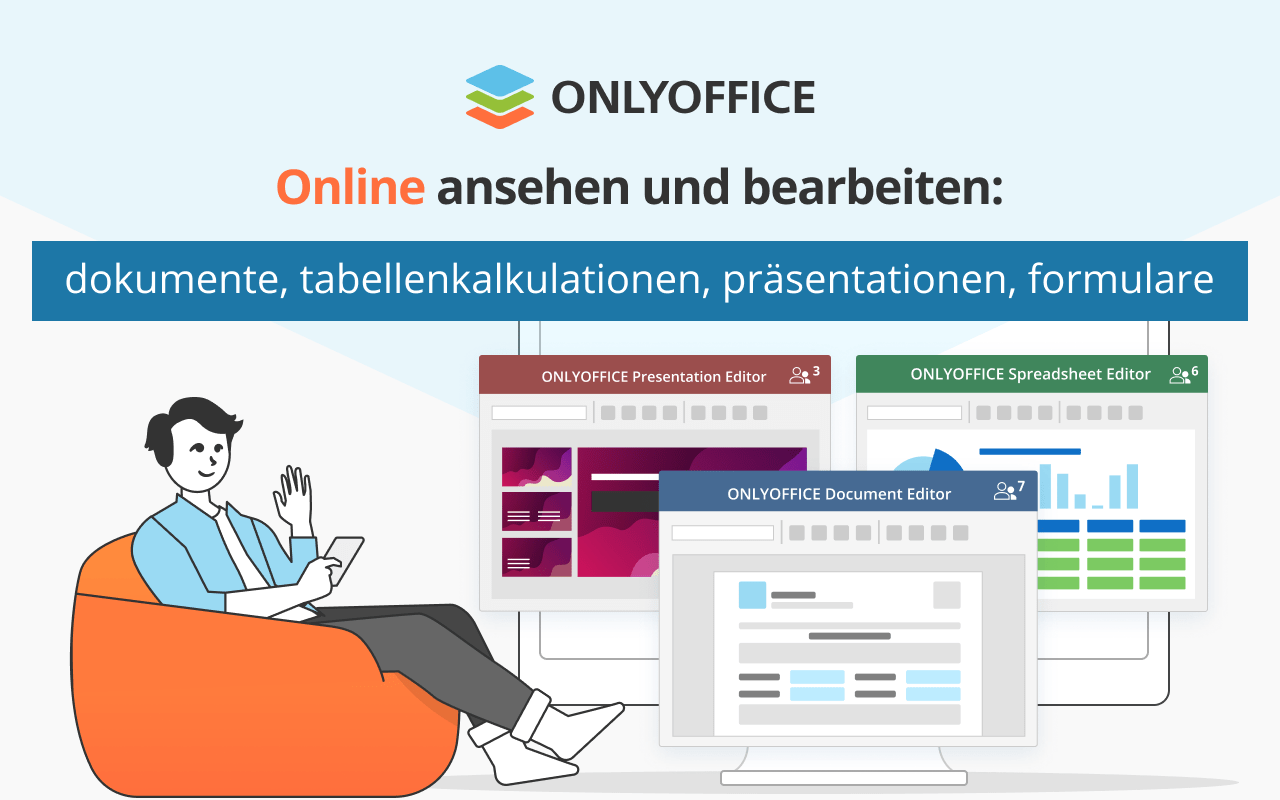 ONLYOFFICE
Online ansehen und bearbeiten:
dokumente, tabellenkalkulationen, präsentationen, formulare
ONLYOFFICE Presentation Editor 3
ONLYOFFICE Spreadsheet Editor 6
ONLYOFFICE Document Editor 7